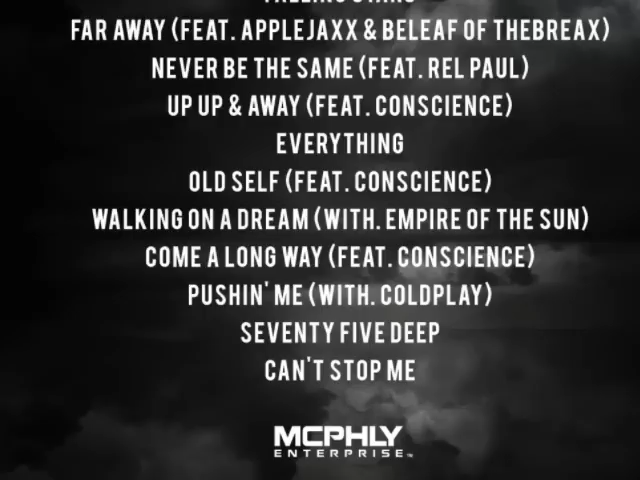 FAR AWAY (FEAT. APPLEJAXX & BELEAF OF THEBREAX)
NEVER BE THE SAME (FEAT. REL PAUL)
UP UP & AWAY (FEAT. CONSCIENCE)
EVERYTHING
OLD SELF (FEAT. CONSCIENCE)
WALKING ON A DREAM (WITH. EMPIRE OF THE SUN)
COME A LONG WAY (FEAT. CONSCIENCE)
PUSHIN' ME (WITH. COLDPLAY)
SEVENTY FIVE DEEP
CAN'T STOP ME
MCPHLY
ENTERPRISE™